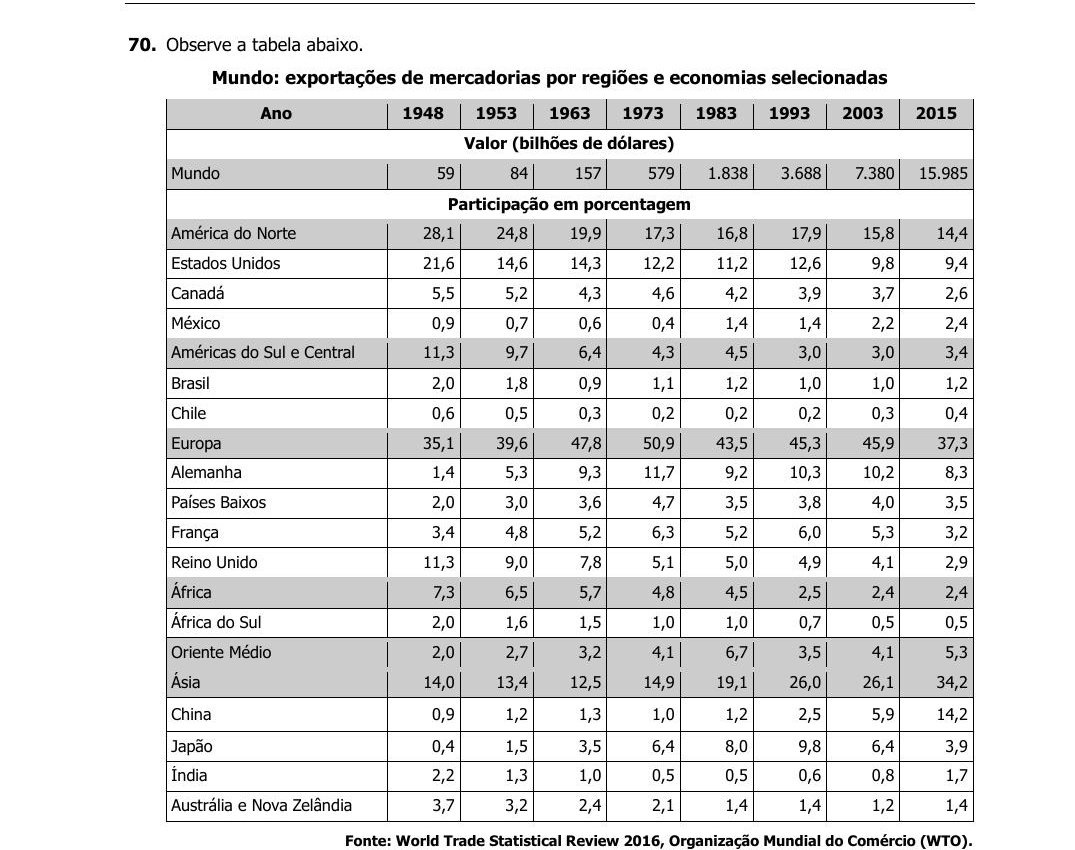 70. Observe a tabela abaixo.
Mundo: exportações de mercadorias por regiões e economias selecionadas
Ano 1948 1953 1963 1973 1983 1993 2003 2015
Valor (bilhões de dólares)
Mundo 59 84 157 579 1.838 3.688 7.380 15.985
Participação em porcentagem
América do Norte 28,1 24,8 19,9 17,3 16,8 17,9 15,8 14,4
Estados Unidos 21,6 14,6 14,3 12,2 11,2 12,6 9,8 9,4
Canadá 5,5 5,2 4,3 4,6 4,2 3,9 3,7 2,6
México 0,9 0,7 0,6 0,4 1,4 1,4 2,2 2,4
Américas do Sul e Central 11,3 9,7 6,4 4,3 4,5 3,0 3,0 3,4
Brasil 2,0 1,8 0,9 1,1 1,2 1,0 1,0 1,2
Chile 0,6 0,5 0,3 0,2 0,2 0,2 0,3 0,4
Europa 35,1 39,6 47,8 50,9 43,5 45,3 45,9 37,3
Alemanha 1,4 5,3 9,3 11,7 9,2 10,3 10,2 8,3
Países Baixos 2,0 3,0 3,6 4,7 3,5 3,8 4,0 3,5
França 3,4 4,8 5,2 6,3 5,2 6,0 5,3 3,2
Reino Unido 11,3 9,0 7,8 5,1 5,0 4,9 4,1 2,9
África 7,3 6,5 5,7 4,8 4,5 2,5 2,4 2,4
África do Sul 2,0 1,6 1,5 1,0 1,0 0,7 0,5 0,5
Oriente Médio 2,0 2,7 3,2 4,1 6,7 3,5 4,1 5,3
Ásia 14,0 13,4 12,5 14,9 19,1 26,0 26,1 34,2
China 0,9 1,2 1,3 1,0 1,2 2,5 5,9 14,2
Japão 0,4 1,5 3,5 6,4 8,0 9,8 6,4 3,9
Índia 2,2 1,3 1,0 0,5 0,5 0,6 0,8 1,7
Austrália e Nova Zelândia 3,7 3,2 2,4 2,1 1,4 1,4 1,2 1,4
Fonte: World Trade Statistical Review 2016, Organização Mundial do Comércio (WTO).